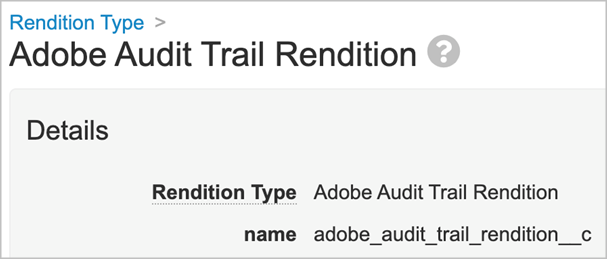 Rendition Type >
Adobe Audit Trail Rendition ?
Details
Rendition Type Adobe Audit Trail Rendition
name adobe_audit_trail_rendition__c